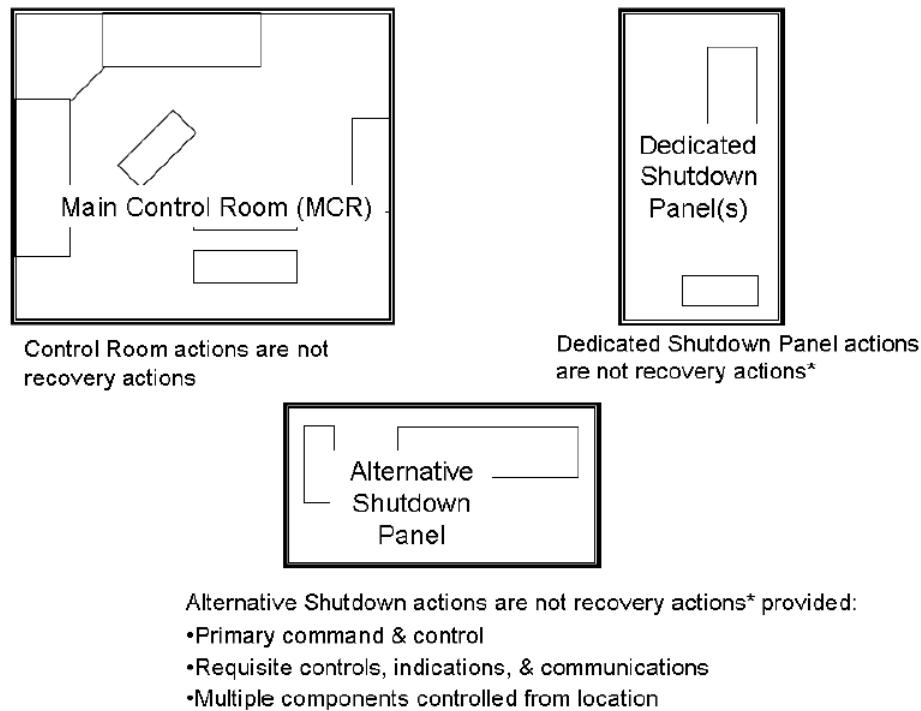 Main Control Room (MCR)
Control Room actions are not
recovery actions
Dedicated
Shutdown
Panel(s)
Dedicated Shutdown Panel actions
are not recovery actions*
Alternative
Shutdown
Panel
Alternative Shutdown actions are not recovery actions* provided:
•Primary command & control
•Requisite controls, indications, & communications
•Multiple components controlled from location